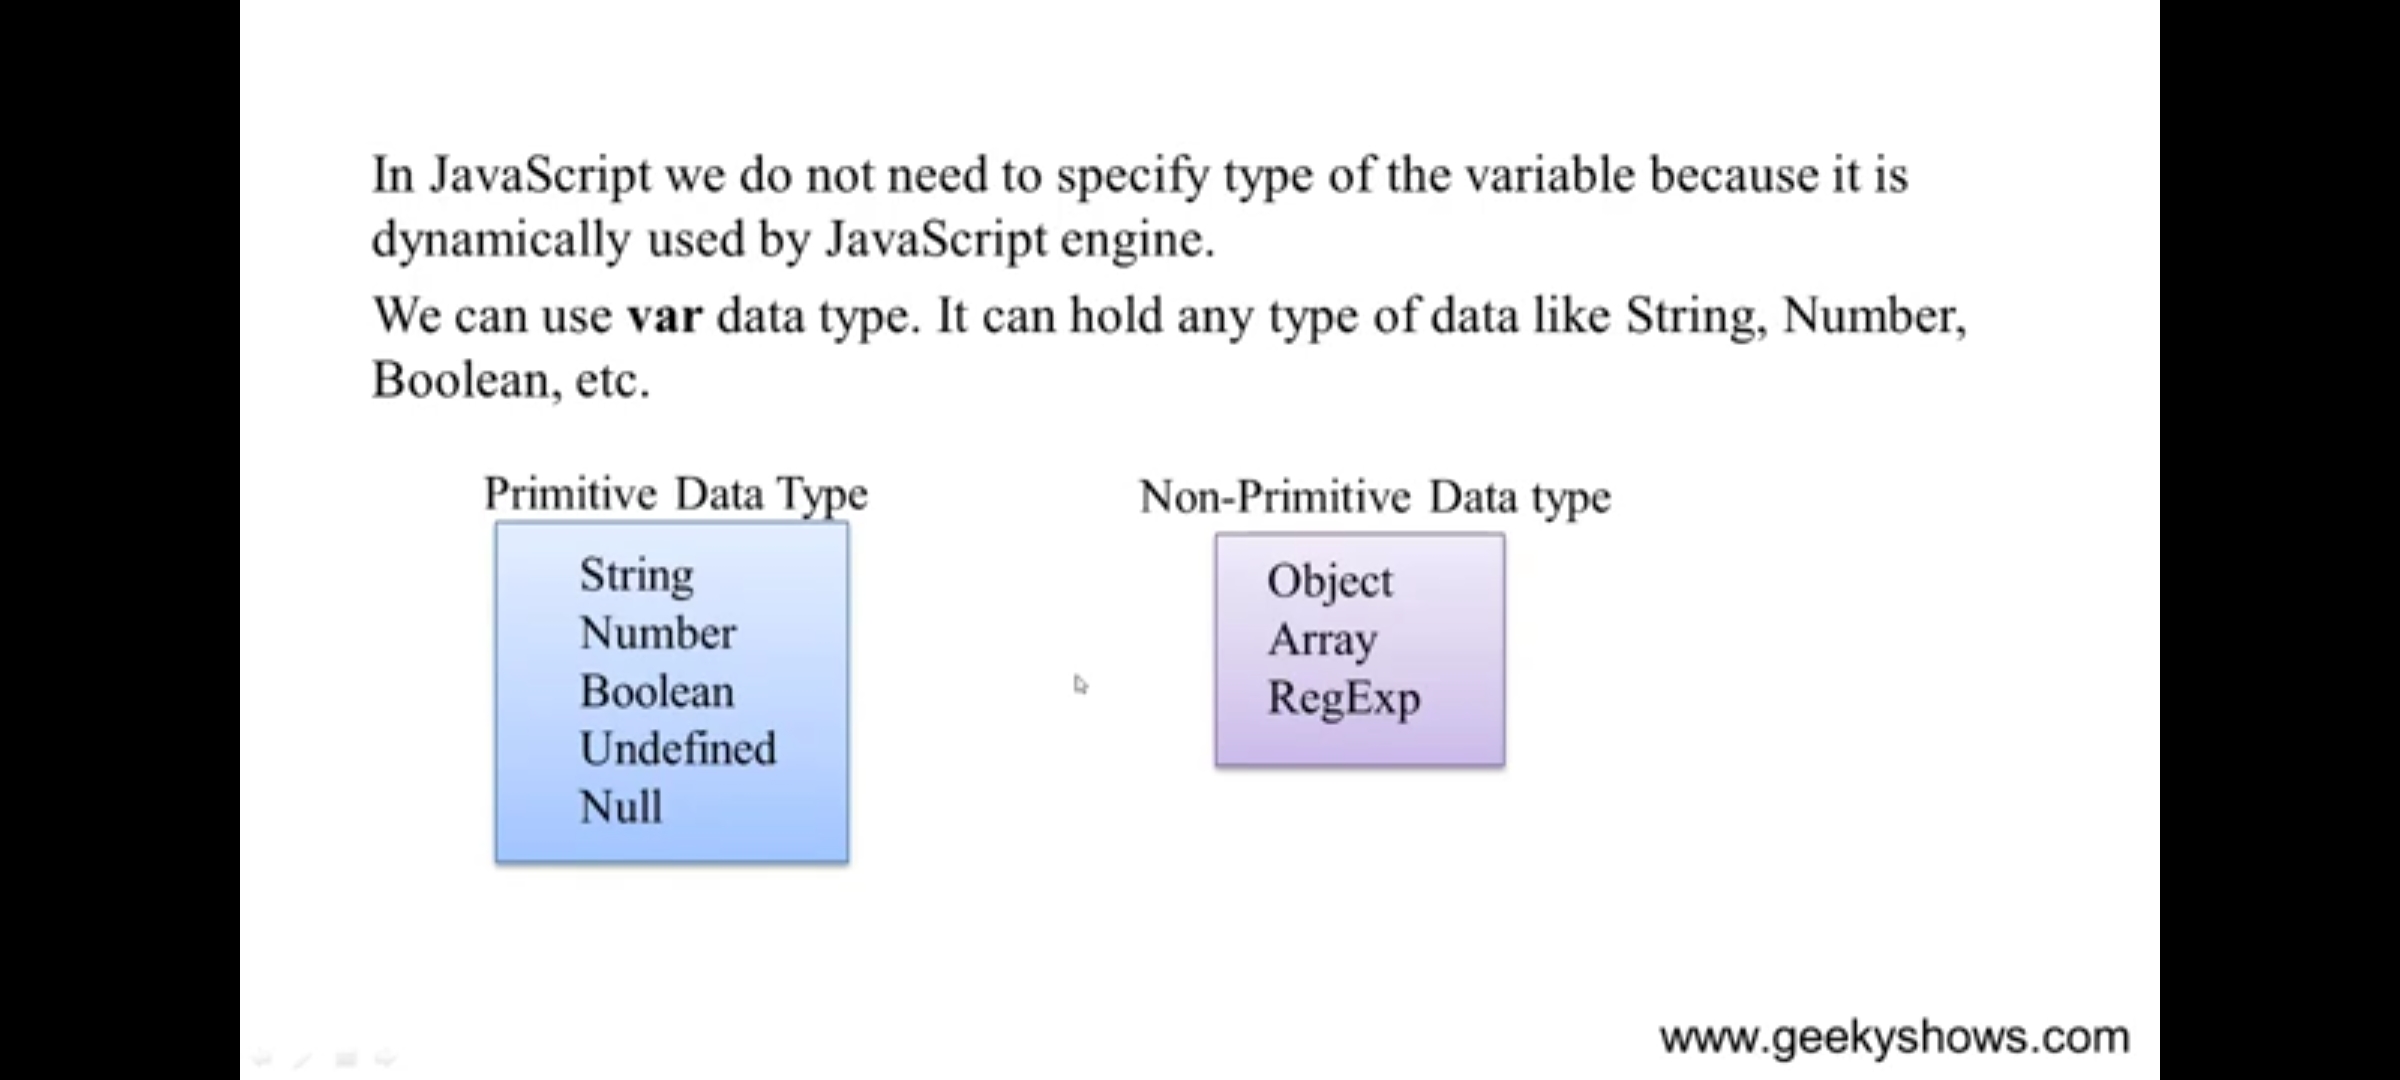 In JavaScript we do not need to specify type of the variable because it is
dynamically used by JavaScript engine.
We can use var data type. It can hold any type of data like String, Number,
Boolean, etc.
Primitive Data Type
String
Number
Boolean
Undefined
Null
Non-Primitive Data type
Object
Array
RegExp
www.geekyshows.com